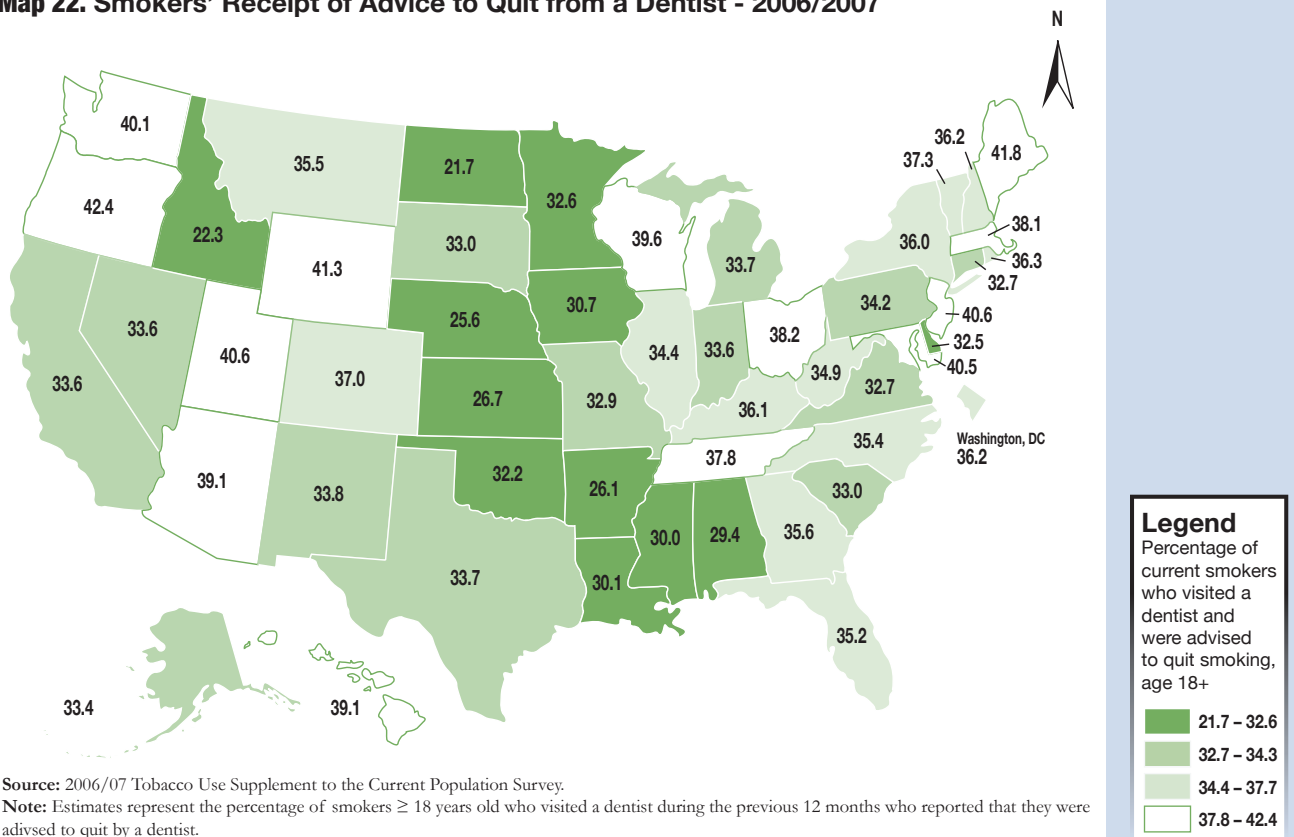 Map 22. Smokers' Receipt of Advice to Quit from a Dentist - 2006/2007
N
40.1
35.5
21.7
32.6
36.2
37.3
41.8
42.4
22.3
41.3
33.0
39.6
33.7
36.0
38.1
36.3
32.7
33.6
33.6
40.6
37.0
25.6
30.7
34.4
33.6
38.2
34.2
40.6
32.5
40.5
34.9
32.7
26.7
32.9
36.1
Washington, DC
36.2
39.1
33.8
32.2
26.1
37.8
35.4
33.0
33.7
30.1
30.0
29.4
35.6
35.2
33.4
39.1
Legend
Percentage of
current smokers
who visited a
dentist and
were advised
to quit smoking,
age 18+
21.7 – 32.6
32.7 – 34.3
34.4 – 37.7
37.8 – 42.4
Source: 2006/07 Tobacco Use Supplement to the Current Population Survey.
Note: Estimates represent the percentage of smokers ≥ 18 years old who visited a dentist during the previous 12 months who reported that they were
adivsed to quit by a dentist.